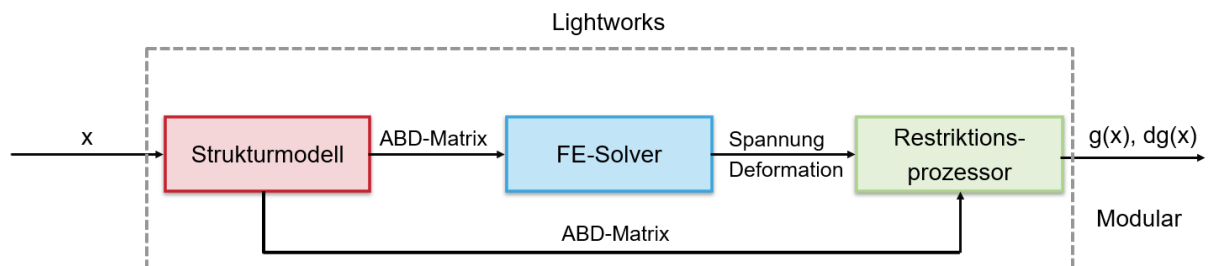 Lightworks
x
Strukturmodell
ABD-Matrix
FE-Solver
Spannung
Deformation
Restriktions-
prozessor
g(x), dg(x)
Modular
ABD-Matrix